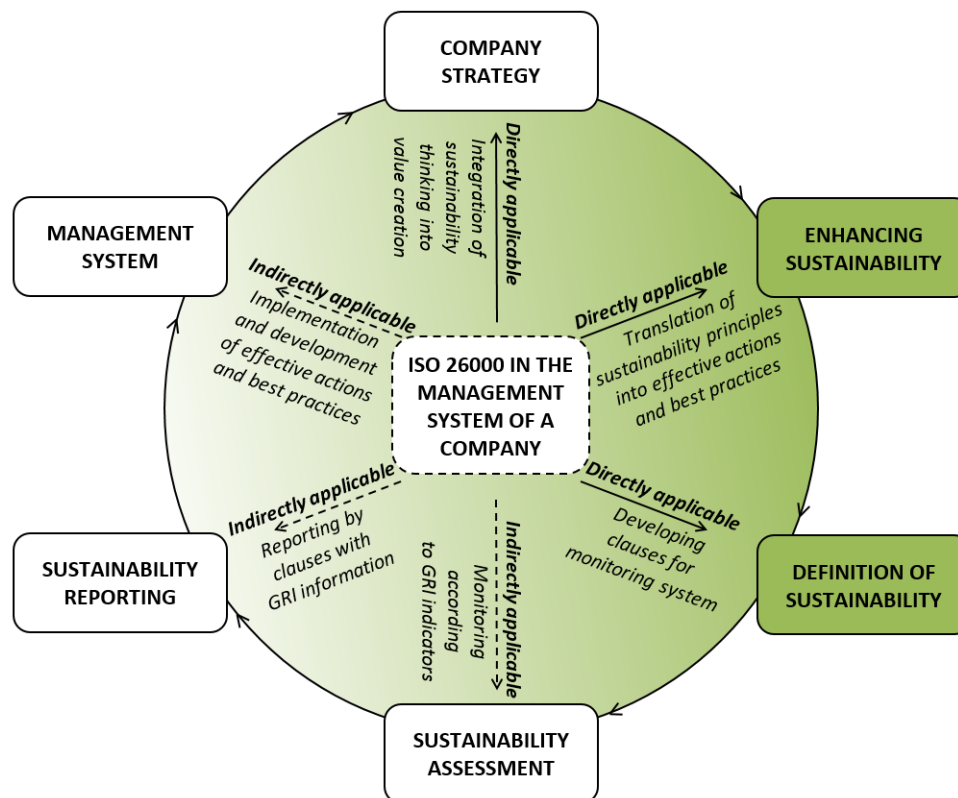 COMPANY
STRATEGY
Directly applicable
Integration of
sustainability
thinking into
value creation
ENHANCING
SUSTAINABILITY
Directly applicable
Translation of
sustainability principles
into effective actions
and best practices
DEFINITION OF
SUSTAINABILITY
Directly applicable
Developing
clauses for
monitoring system
SUSTAINABILITY
ASSESSMENT
Indirectly applicable
Monitoring
according
to GRI indicators
SUSTAINABILITY
REPORTING
Indirectly applicable
Reporting by
clauses with
GRI information
MANAGEMENT
SYSTEM
Indirectly applicable
Implementation
and development
of effective actions
and best practices
ISO 26000 IN THE
MANAGEMENT
SYSTEM OF A
COMPANY